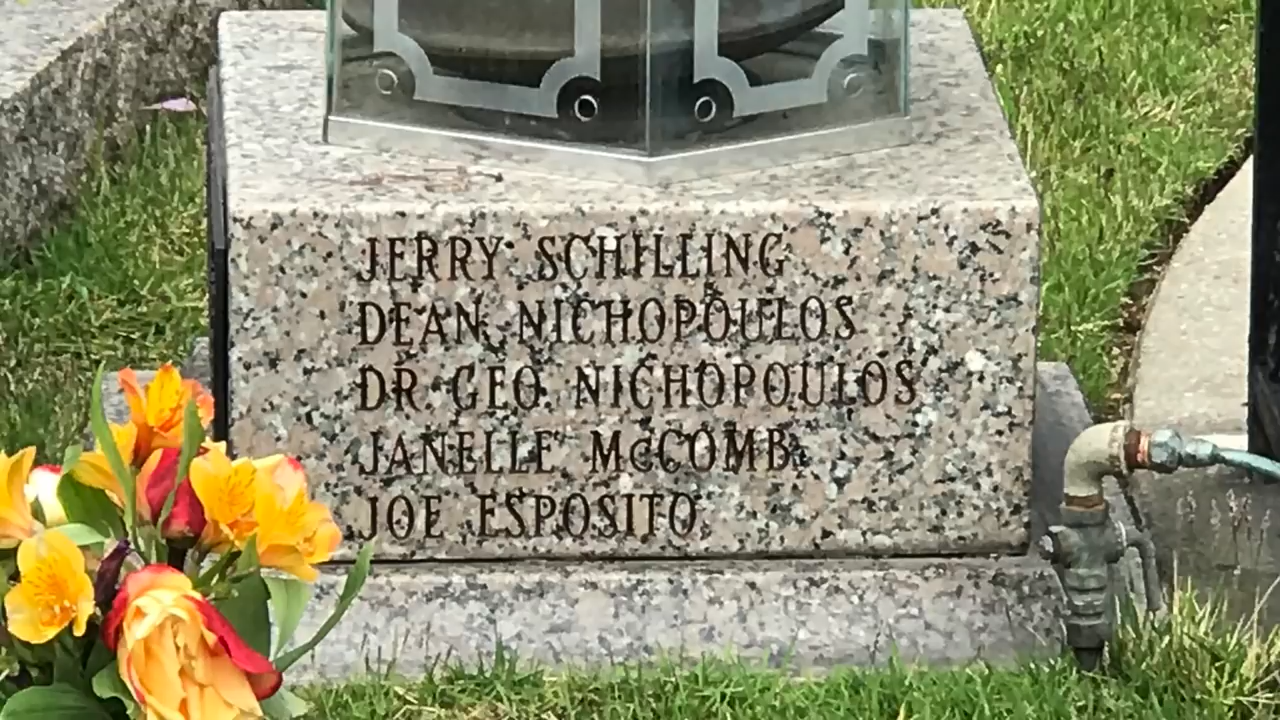 JERRY SCHILLING
DEAN NICHOPOULOS
DR. GEO. NICHOPOULOS
JANELLE McCOMB
JOE ESPOSITO